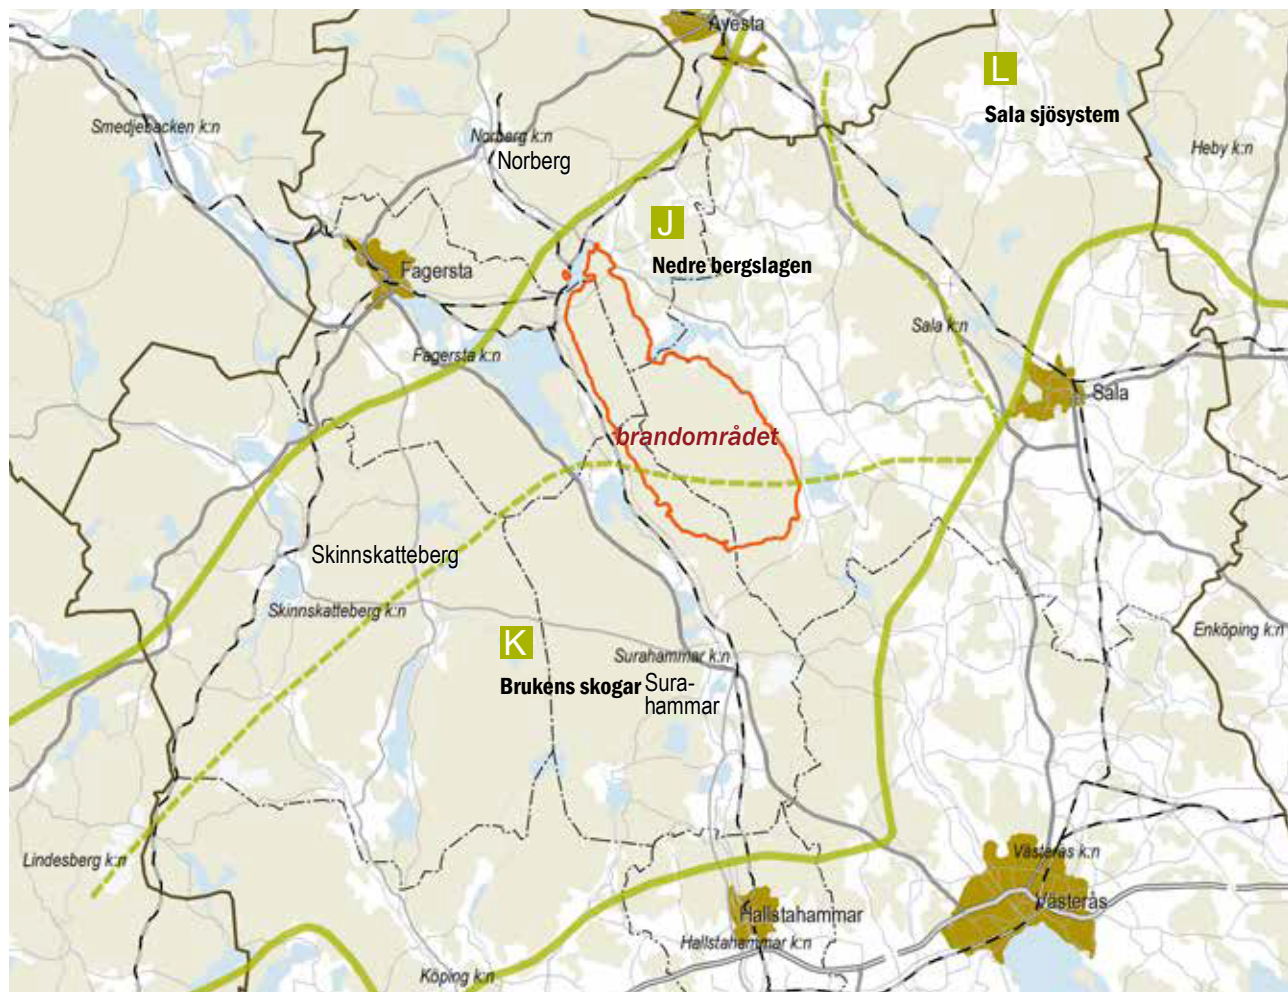 Avesta
L
Sala sjösystem
Smedjebacken k:n
Norberg k:n
Norberg
Heby k:n
J
Nedre bergslagen
Fagersta
Sala k:n
Fagersta k:n
Sala
brandområdet
Skinnskatteberg
Skinnskatteberg k:n
Enköping k:n
K
Surahammar k:n
Brukens skogar
Sura-
hammar
Lindesberg k:n
Västerås k:n
Västerås
Hallstahammar
Hallstahammar k:n
Köping k:n